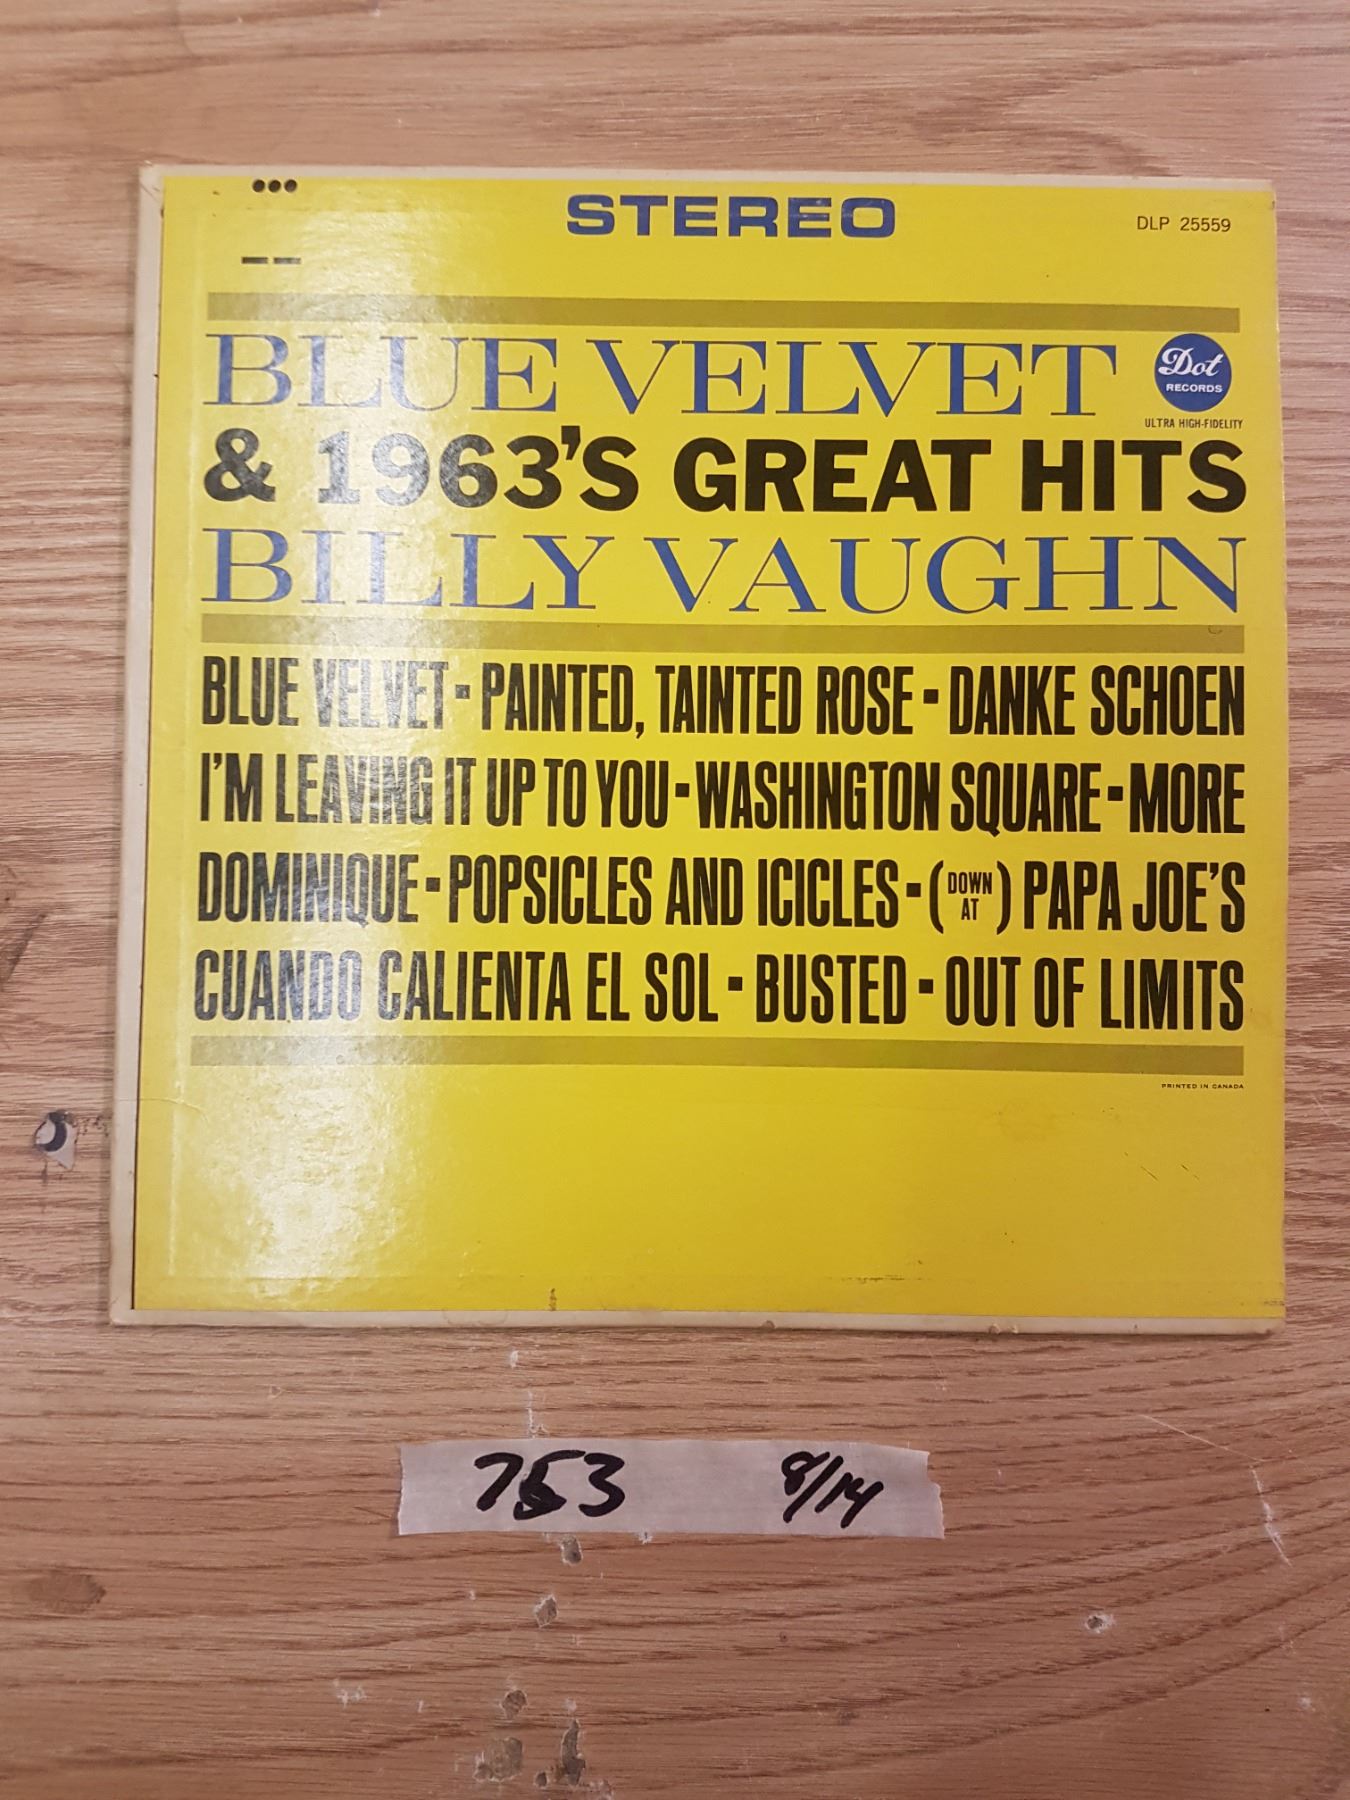 STEREO
DLP 25559
BLUE VELVET
Dot
RECORDS
ULTRA HIGH-FIDELITY
& 1963'S GREAT HITS
BILLY VAUGHN
BLUE VELVET - PAINTED, TAINTED ROSE - DANKE SCHOEN
I'M LEAVING IT UP TO YOU - WASHINGTON SQUARE - MORE
DOMINIQUE - POPSICLES AND ICICLES - (DOWN AT) PAPA JOE'S
CUANDO CALIENTA EL SOL - BUSTED - OUT OF LIMITS
PRINTED IN CANADA
753 8/14